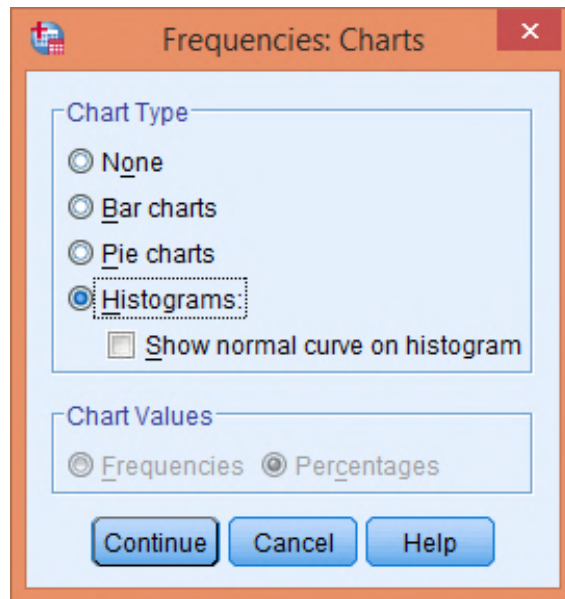 Frequencies: Charts
Chart Type
None
Bar charts
Pie charts
Histograms:
Show normal curve on histogram
Chart Values
Frequencies Percentages
Continue Cancel Help